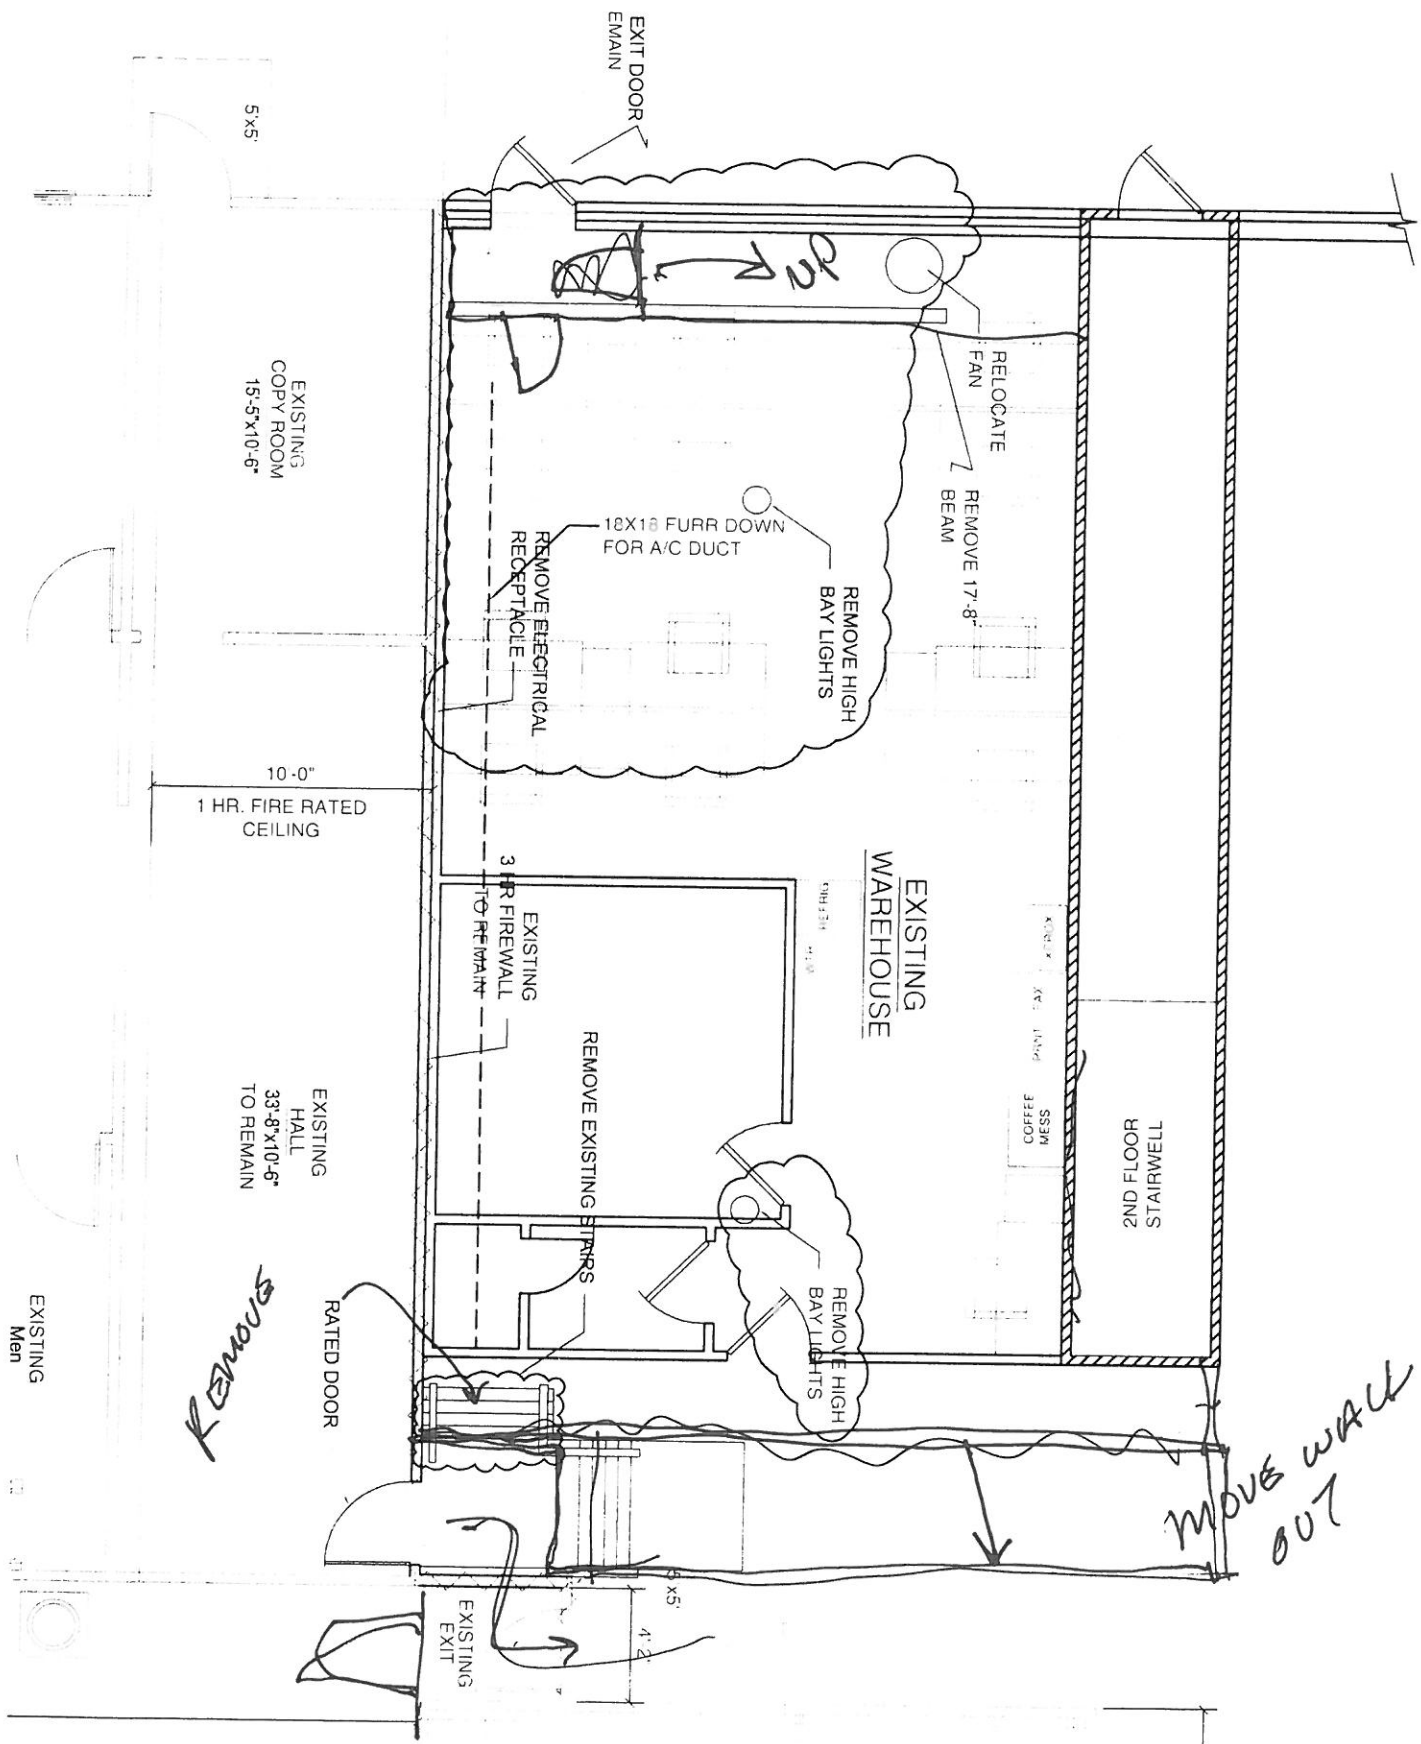 EXIT DOOR
EMAIN
5'x5'
UP
RELOCATE
FAN
REMOVE 17'-8"
BEAM
EXISTING
COPY ROOM
15'-5"x10'-6"
18X18 FURR DOWN
FOR A/C DUCT
REMOVE ELECTRICAL
RECEPTACLE
REMOVE HIGH
BAY LIGHTS
10'-0"
1 HR. FIRE RATED
CEILING
EXISTING
WAREHOUSE
REFRIG
EXISTING
3 HR FIREWALL
TO REMAIN
MESS
COFFEE
2ND FLOOR
STAIRWELL
REMOVE EXISTING STAIRS
EXISTING
HALL
33'-8"x10'-6"
TO REMAIN
REMOVE HIGH
BAY LIGHTS
REMOVE
RATED DOOR
EXISTING
Men
MOVE WALL
OUT
EXISTING
EXIT
x5'
4'2"